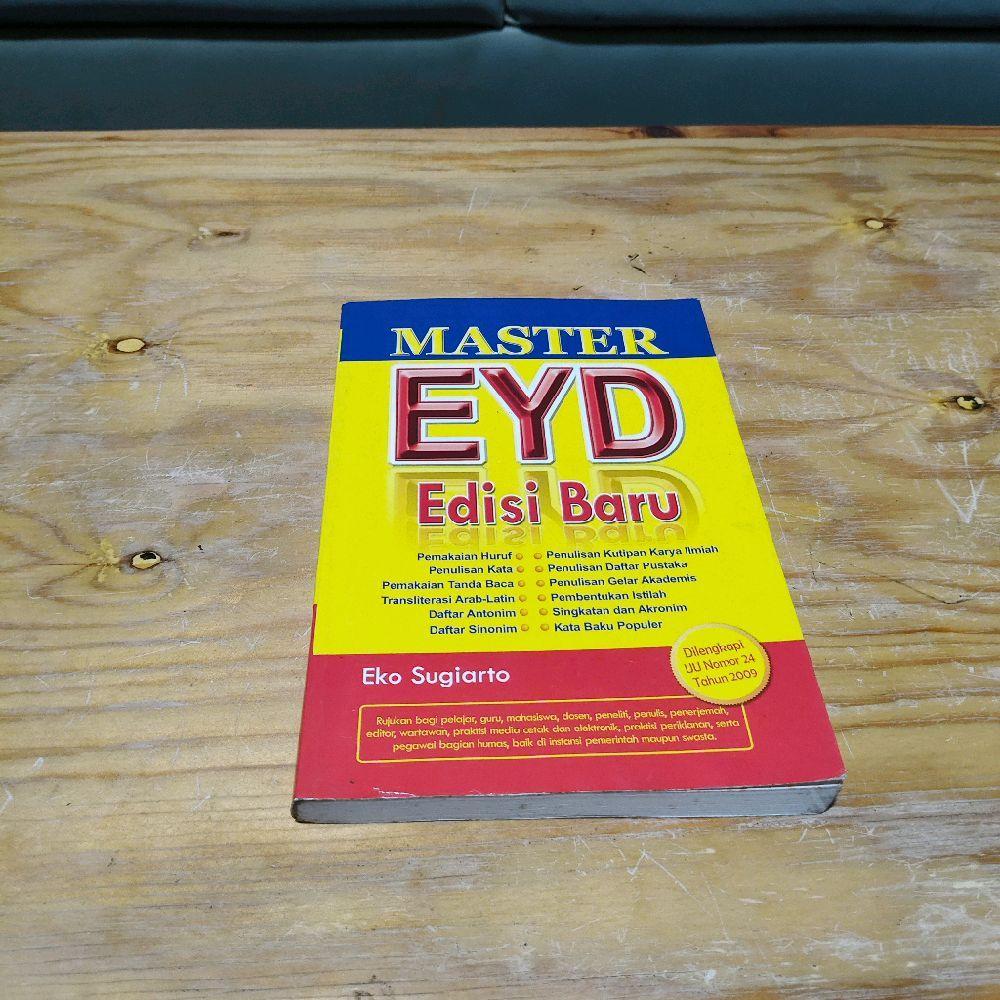 MASTER
EYD
Edisi Baru
Pemakaian Huruf
Penulisan Kata
Pemakaian Tanda Baca
Transliterasi Arab-Latin
Daftar Antonim
Daftar Sinonim
Penulisan Kutipan Karya Ilmiah
Penulisan Daftar Pustaka
Penulisan Gelar Akademis
Pembentukan Istilah
Singkatan dan Akronim
Kata Baku Populer
Dilengkapi
UU Nomor 24
Tahun 2009
Eko Sugiarto
Rujukan bagi pelajar, guru, mahasiswa, dosen, peneliti, penulis, penerjemah,
editor, wartawan, praktisi media cetak dan elektronik, praktisi periklanan, serta
pegawai bagian humas, baik di instansi pemerintah maupun swasta.